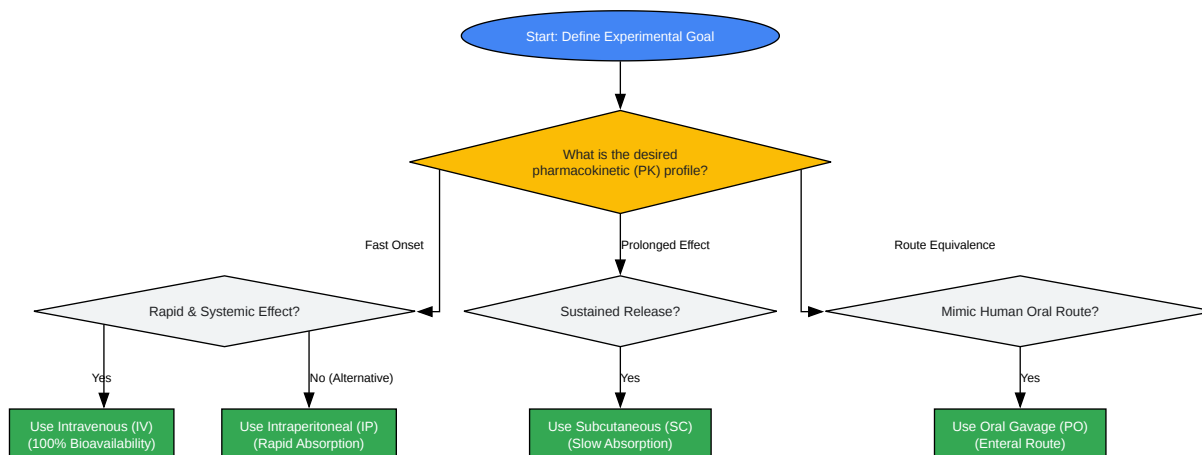 Start: Define Experimental Goal
What is the desired
pharmacokinetic (PK) profile?
Fast Onset
Prolonged Effect
Route Equivalence
Rapid & Systemic Effect?
Sustained Release?
Mimic Human Oral Route?
Yes
No (Alternative)
Yes
Yes
Use Intravenous (IV)
(100% Bioavailability)
Use Intraperitoneal (IP)
(Rapid Absorption)
Use Subcutaneous (SC)
(Slow Absorption)
Use Oral Gavage (PO)
(Enteral Route)